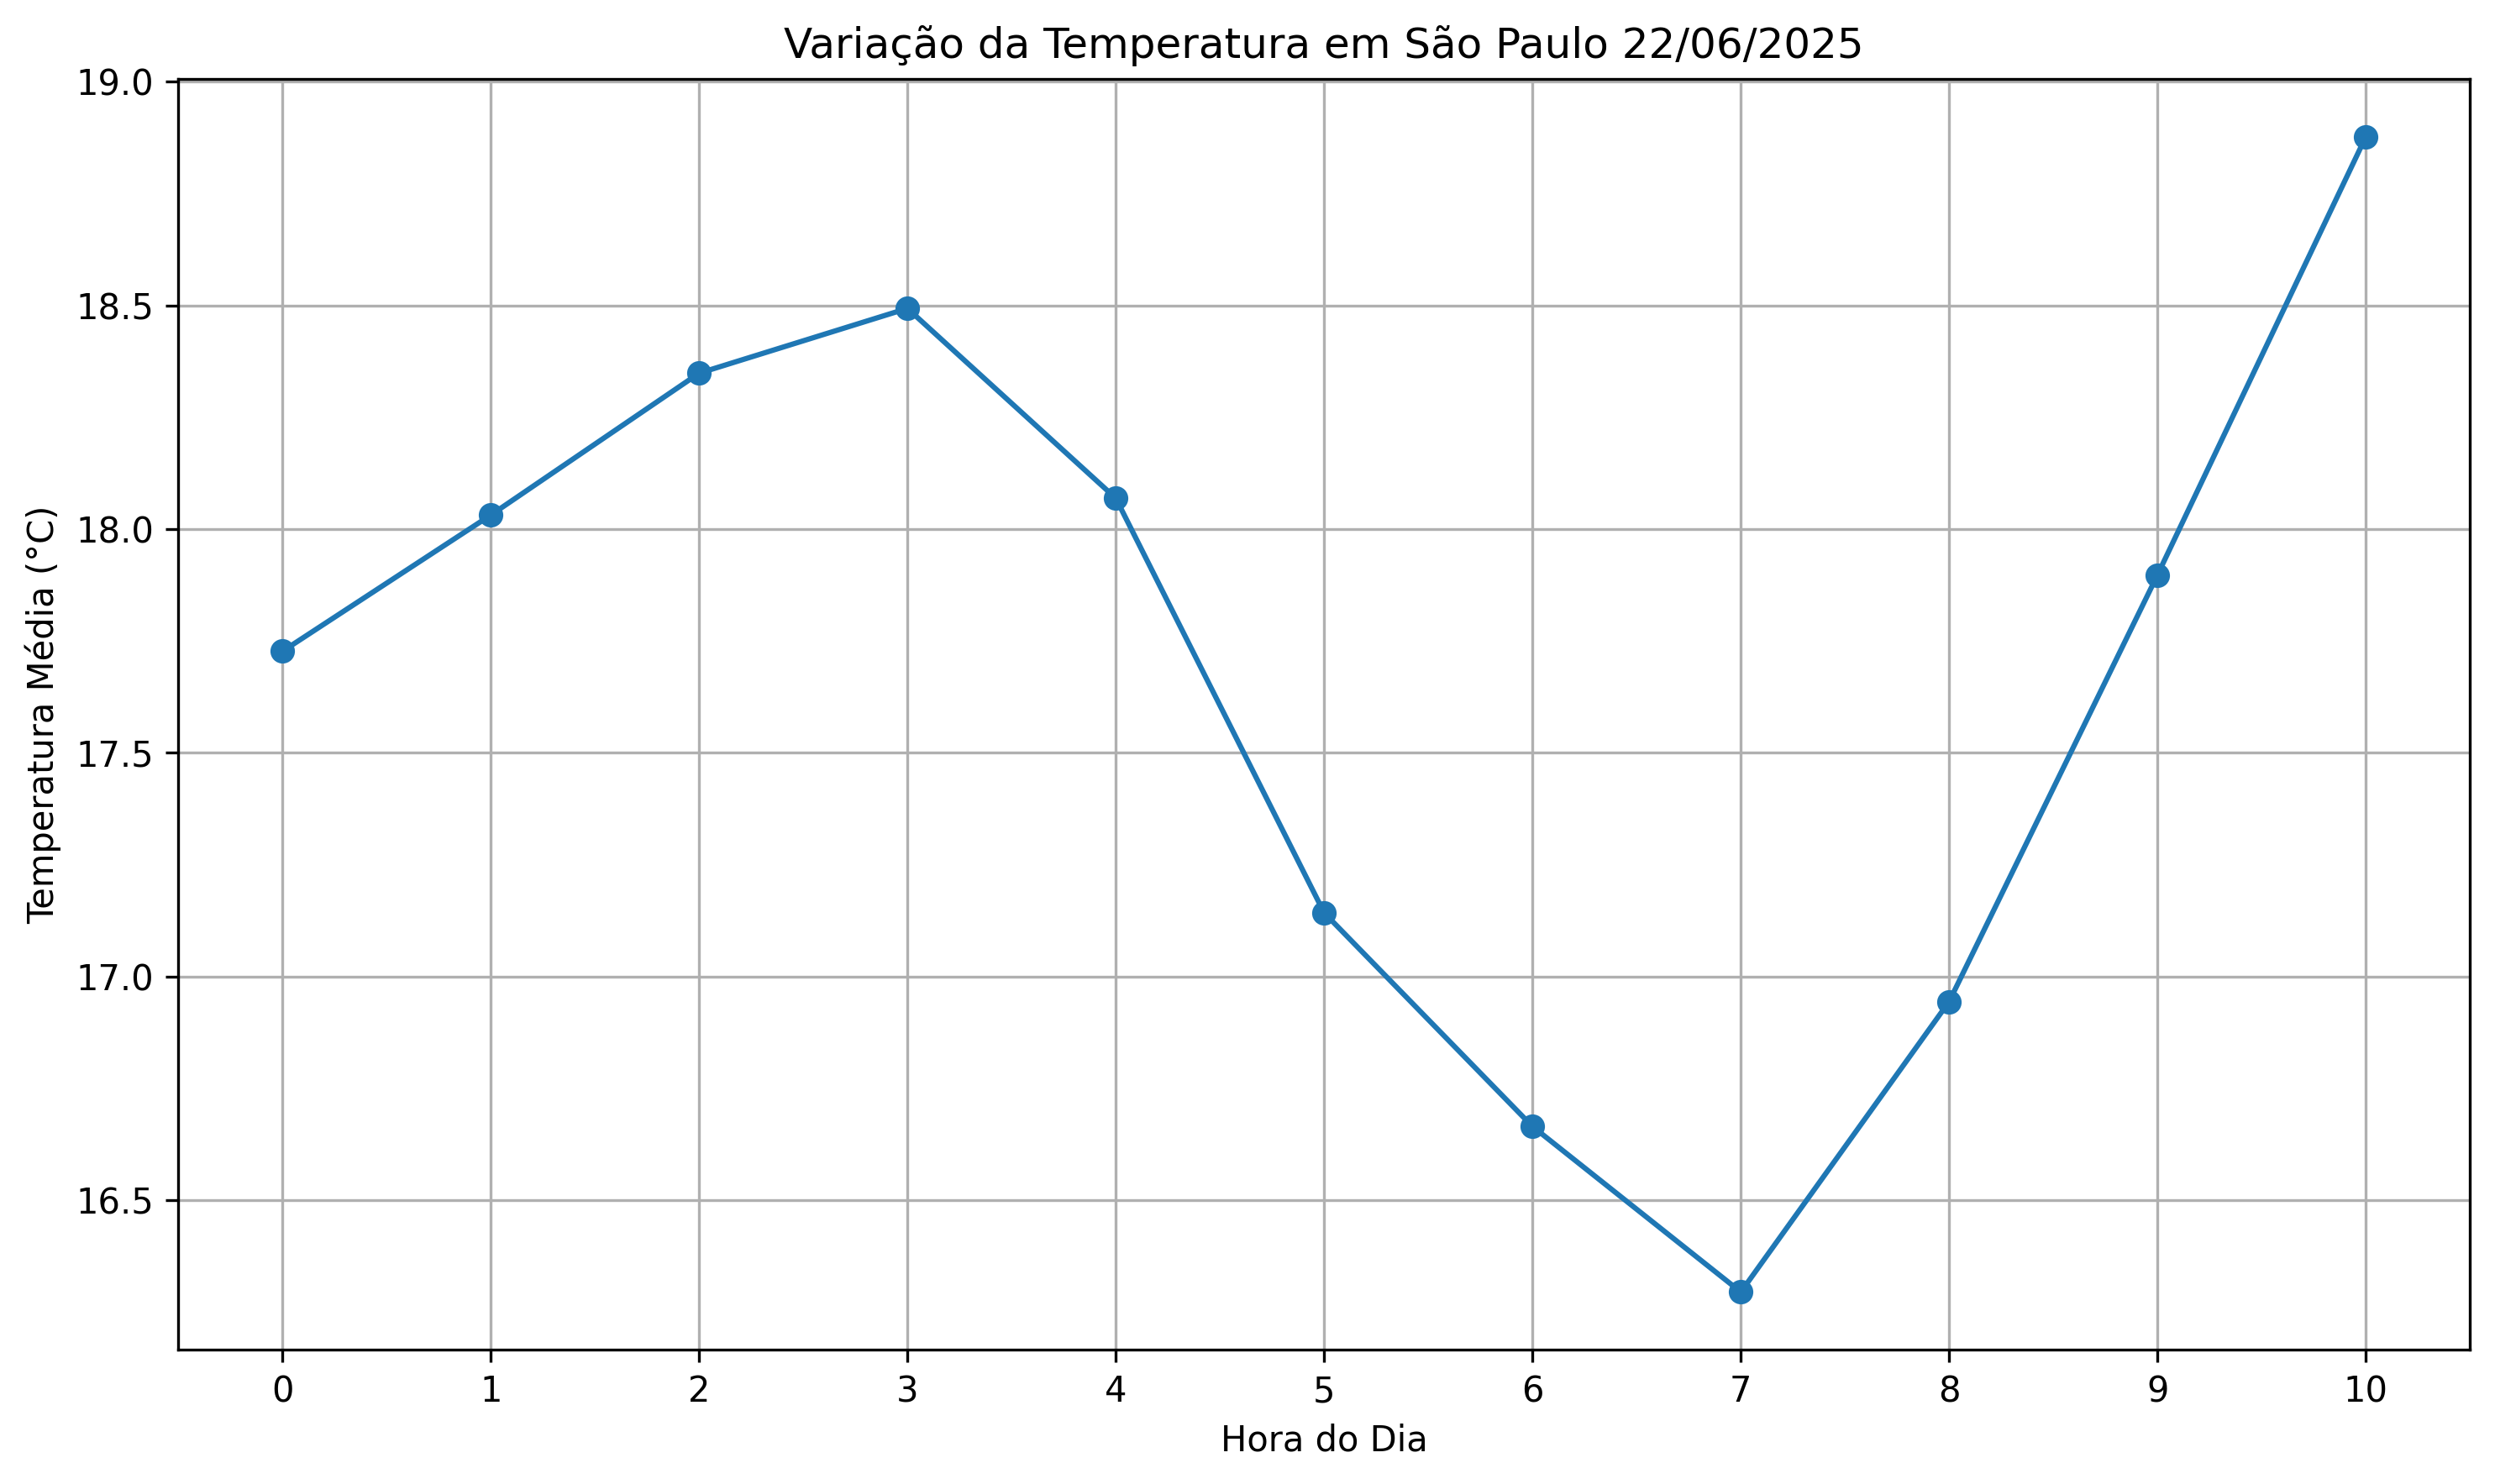 Variação da Temperatura em São Paulo 22/06/2025
19.0
18.5
18.0
17.5
17.0
16.5
Temperatura Média (°C)
0 1 2 3 4 5 6 7 8 9 10
Hora do Dia